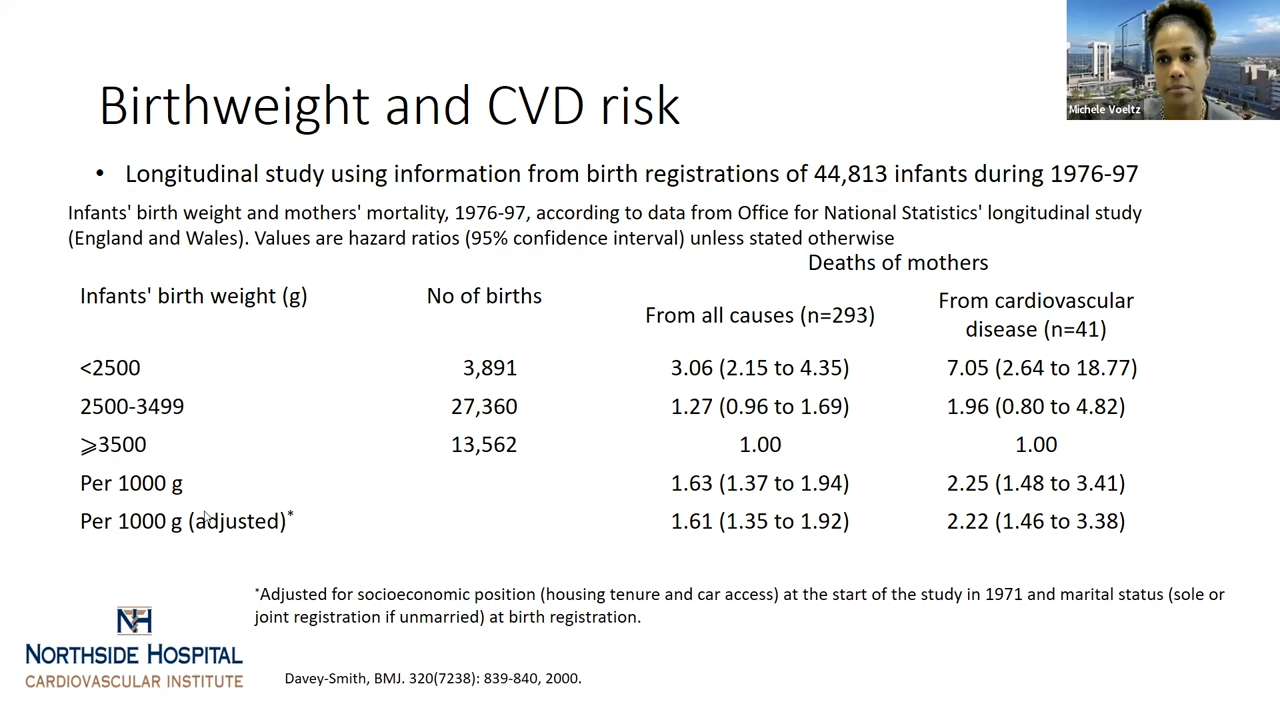 Michele Voeltz
Birthweight and CVD risk
• Longitudinal study using information from birth registrations of 44,813 infants during 1976-97
Infants' birth weight and mothers' mortality, 1976-97, according to data from Office for National Statistics' longitudinal study
(England and Wales). Values are hazard ratios (95% confidence interval) unless stated otherwise
Deaths of mothers
Infants' birth weight (g) No of births From all causes (n=293) From cardiovascular
disease (n=41)
<2500 3,891 3.06 (2.15 to 4.35) 7.05 (2.64 to 18.77)
2500-3499 27,360 1.27 (0.96 to 1.69) 1.96 (0.80 to 4.82)
⩾3500 13,562 1.00 1.00
Per 1000 g 1.63 (1.37 to 1.94) 2.25 (1.48 to 3.41)
Per 1000 g (adjusted)* 1.61 (1.35 to 1.92) 2.22 (1.46 to 3.38)
*Adjusted for socioeconomic position (housing tenure and car access) at the start of the study in 1971 and marital status (sole or
joint registration if unmarried) at birth registration.
NH
NORTHSIDE HOSPITAL
CARDIOVASCULAR INSTITUTE
Davey-Smith, BMJ. 320(7238): 839-840, 2000.